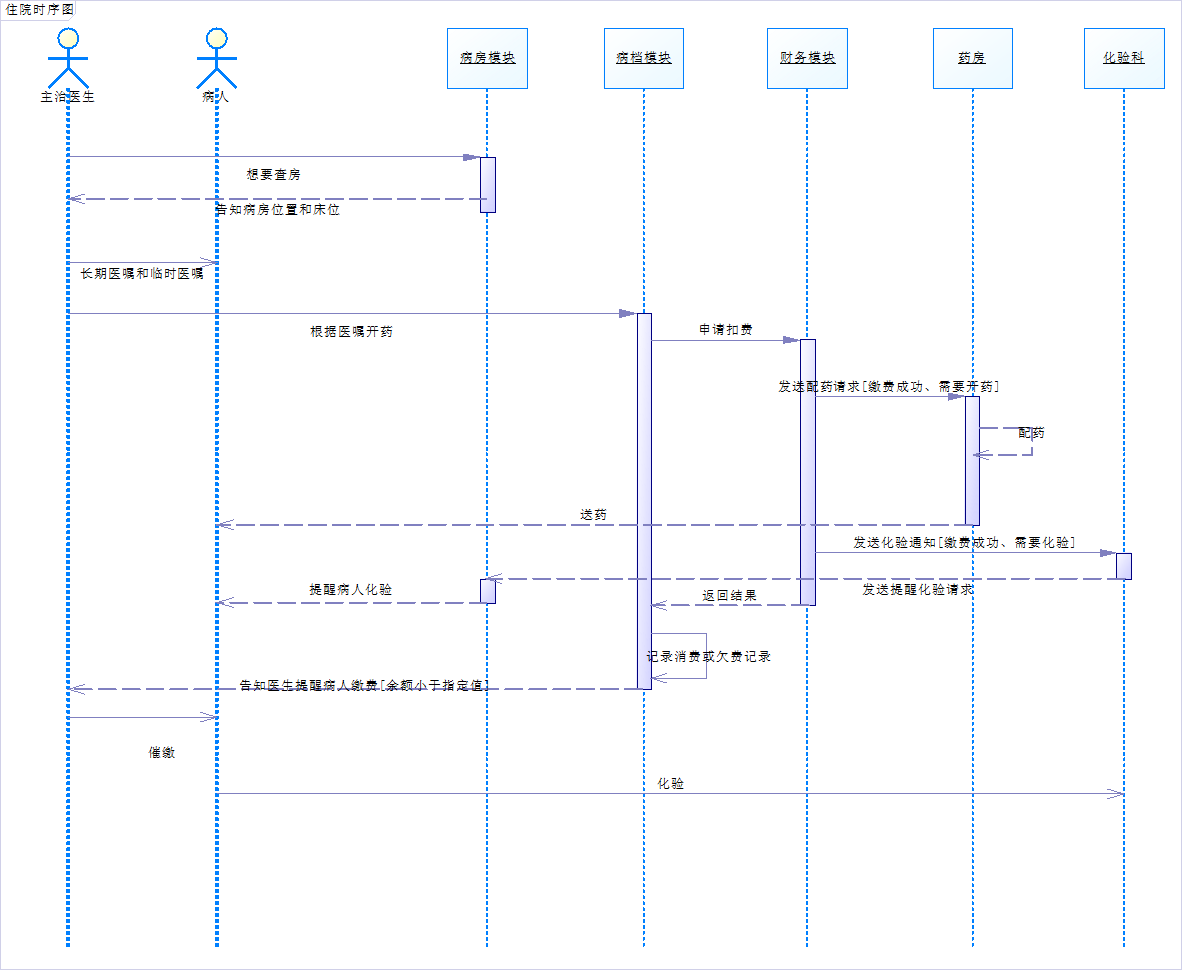 住院时序图
主治医生
病人
病房模块
病档模块
财务模块
药房
化验科
想要查房
告知病房位置和床位
长期医嘱和临时医嘱
根据医嘱开药
申请扣费
发送配药请求[缴费成功、需要开药]
配药
送药
发送化验通知[缴费成功、需要化验]
发送提醒化验请求
提醒病人化验
返回结果
记录消费或欠费记录
告知医生提醒病人缴费[余额小于指定值]
催缴
化验